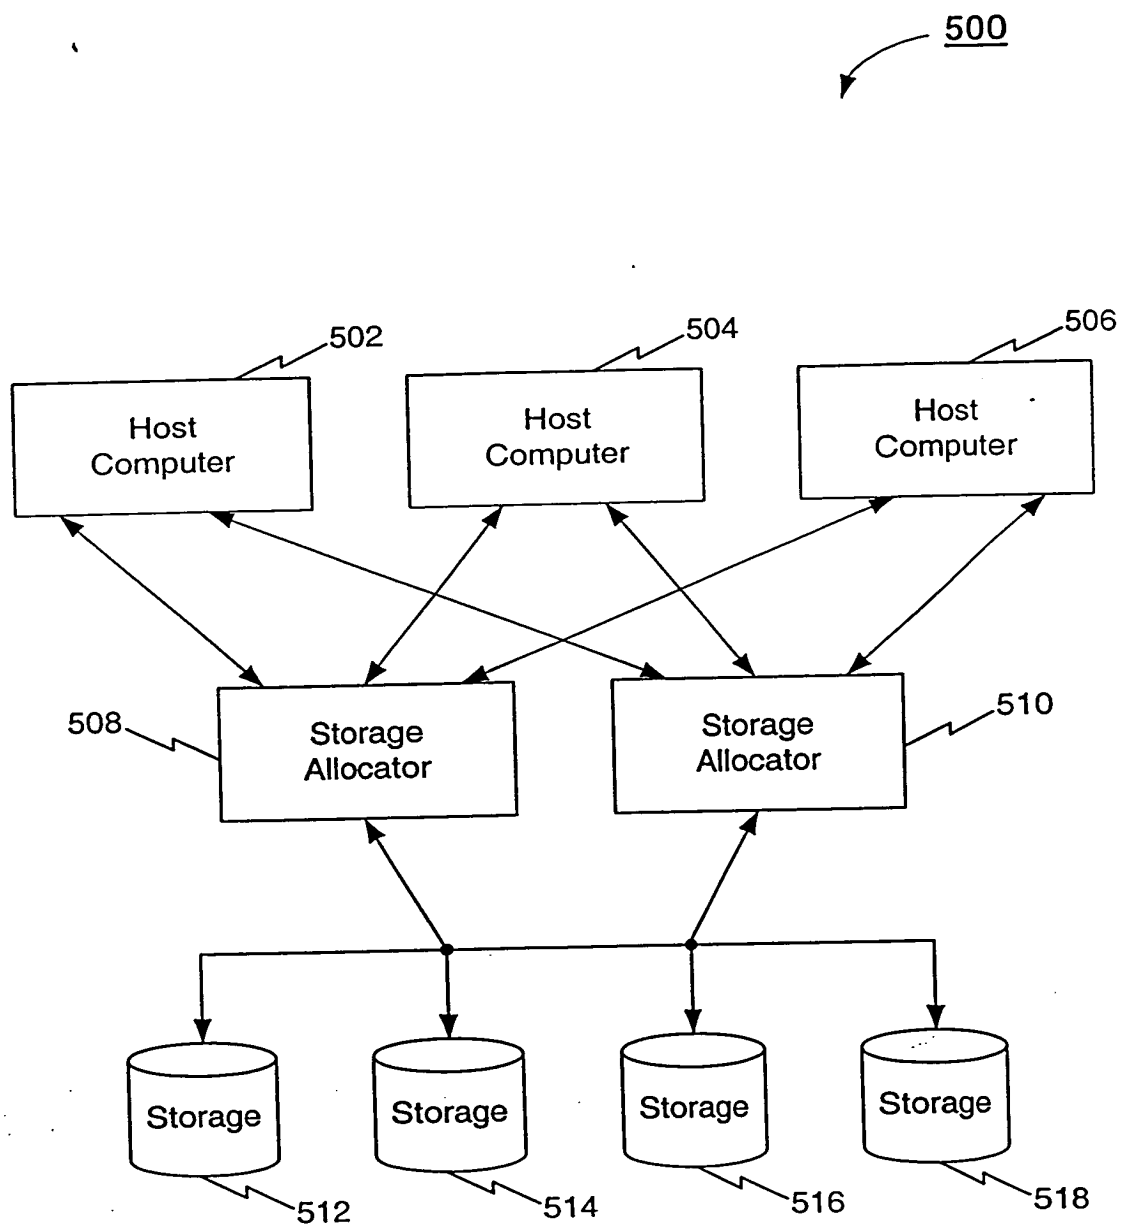 500
502
504
506
Host
Computer
Host
Computer
Host
Computer
508
Storage
Allocator
Storage
Allocator
510
Storage
Storage
Storage
Storage
512
514
516
518